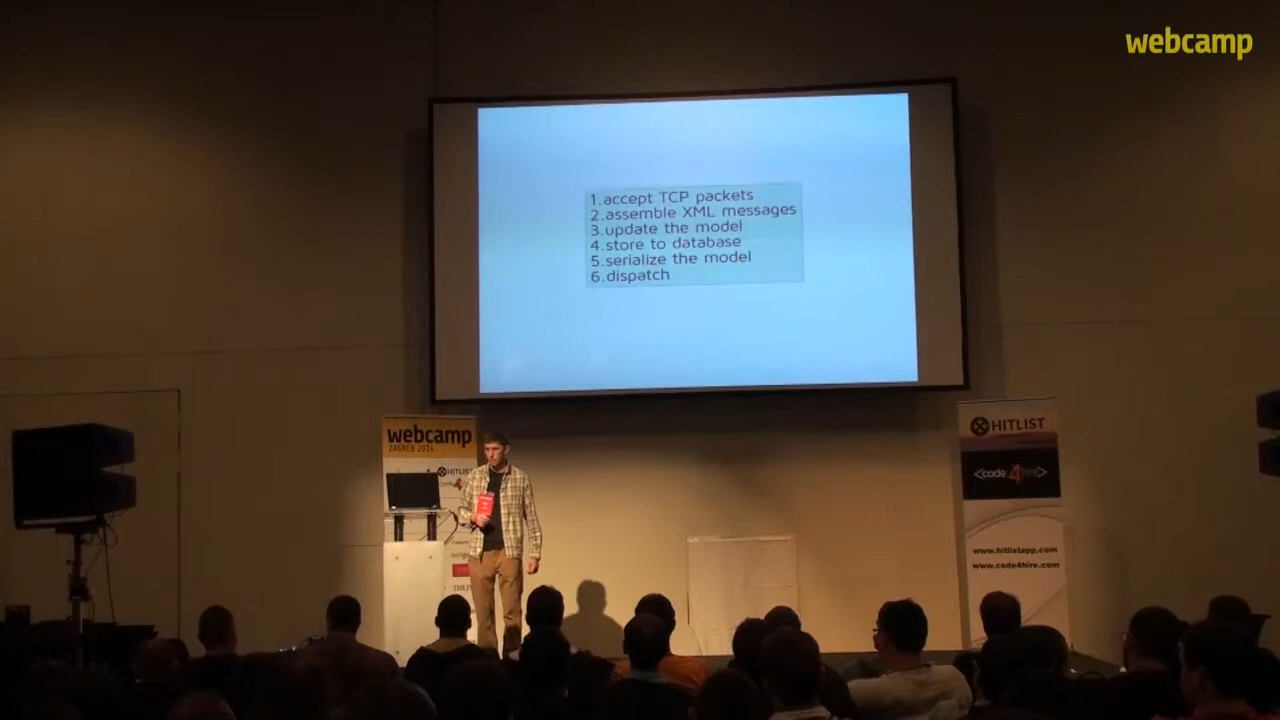 webcamp
1.accept TCP packets
2.assemble XML messages
3.update the model
4.store to database
5.serialize the model
6.dispatch
webcamp
ZAGREB 2014
HITLIST
HITLIST
<code4hire>
www.hitlistapp.com
www.code4hire.com